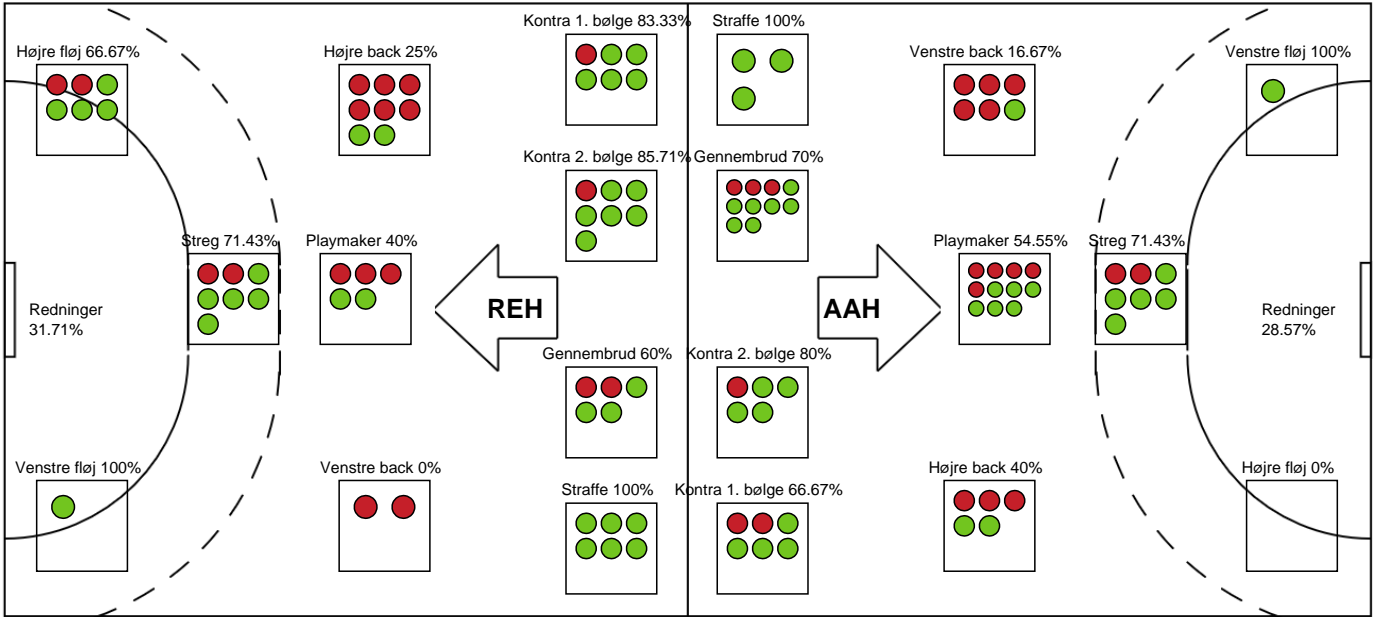 Kontra 1. bølge 83.33%
Straffe 100%
Højre fløj 66.67%
Højre back 25%
Venstre back 16.67%
Venstre fløj 100%
Kontra 2. bølge 85.71%
Gennembrud 70%
Streg 71.43%
Playmaker 40%
Playmaker 54.55%
Streg 71.43%
Redninger
31.71%
REH
AAH
Redninger
28.57%
Gennembrud 60%
Kontra 2. bølge 80%
Venstre fløj 100%
Venstre back 0%
Højre back 40%
Højre fløj 0%
Straffe 100%
Kontra 1. bølge 66.67%